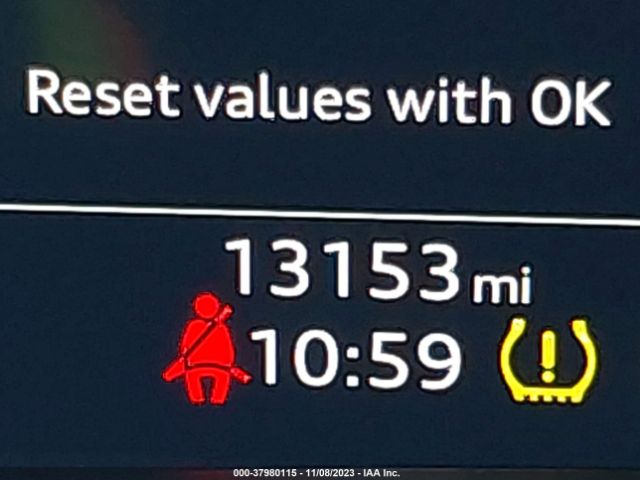 Reset values with OK
13153 mi
10:59
000-37980115 - 11/08/2023 - IAA Inc.